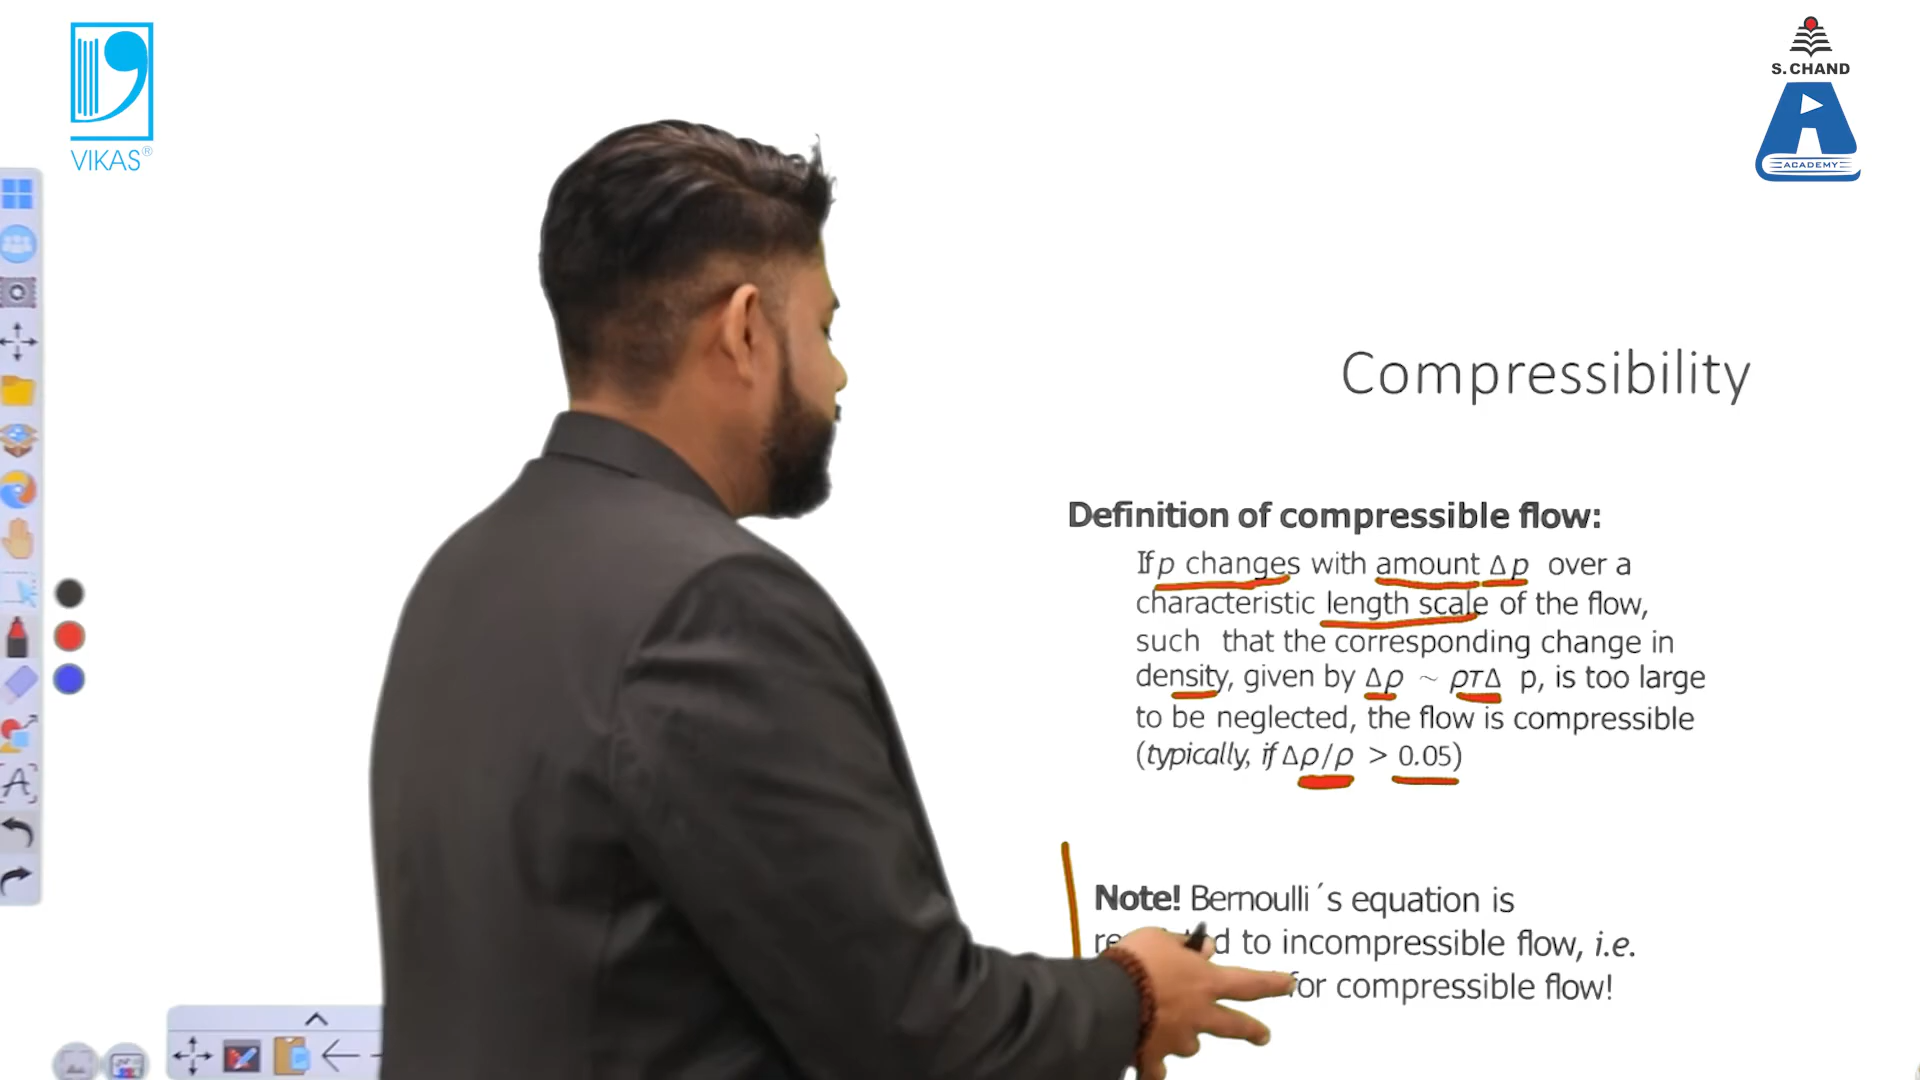 VIKAS®
S. CHAND
ACADEMY
Compressibility
Definition of compressible flow:
If p changes with amount Δp over a
characteristic length scale of the flow,
such that the corresponding change in
density, given by Δρ ~ ρτΔ p, is too large
to be neglected, the flow is compressible
(typically, if Δρ/ρ > 0.05)
Note! Bernoulli´s equation is
to incompressible flow, i.e.
for compressible flow!